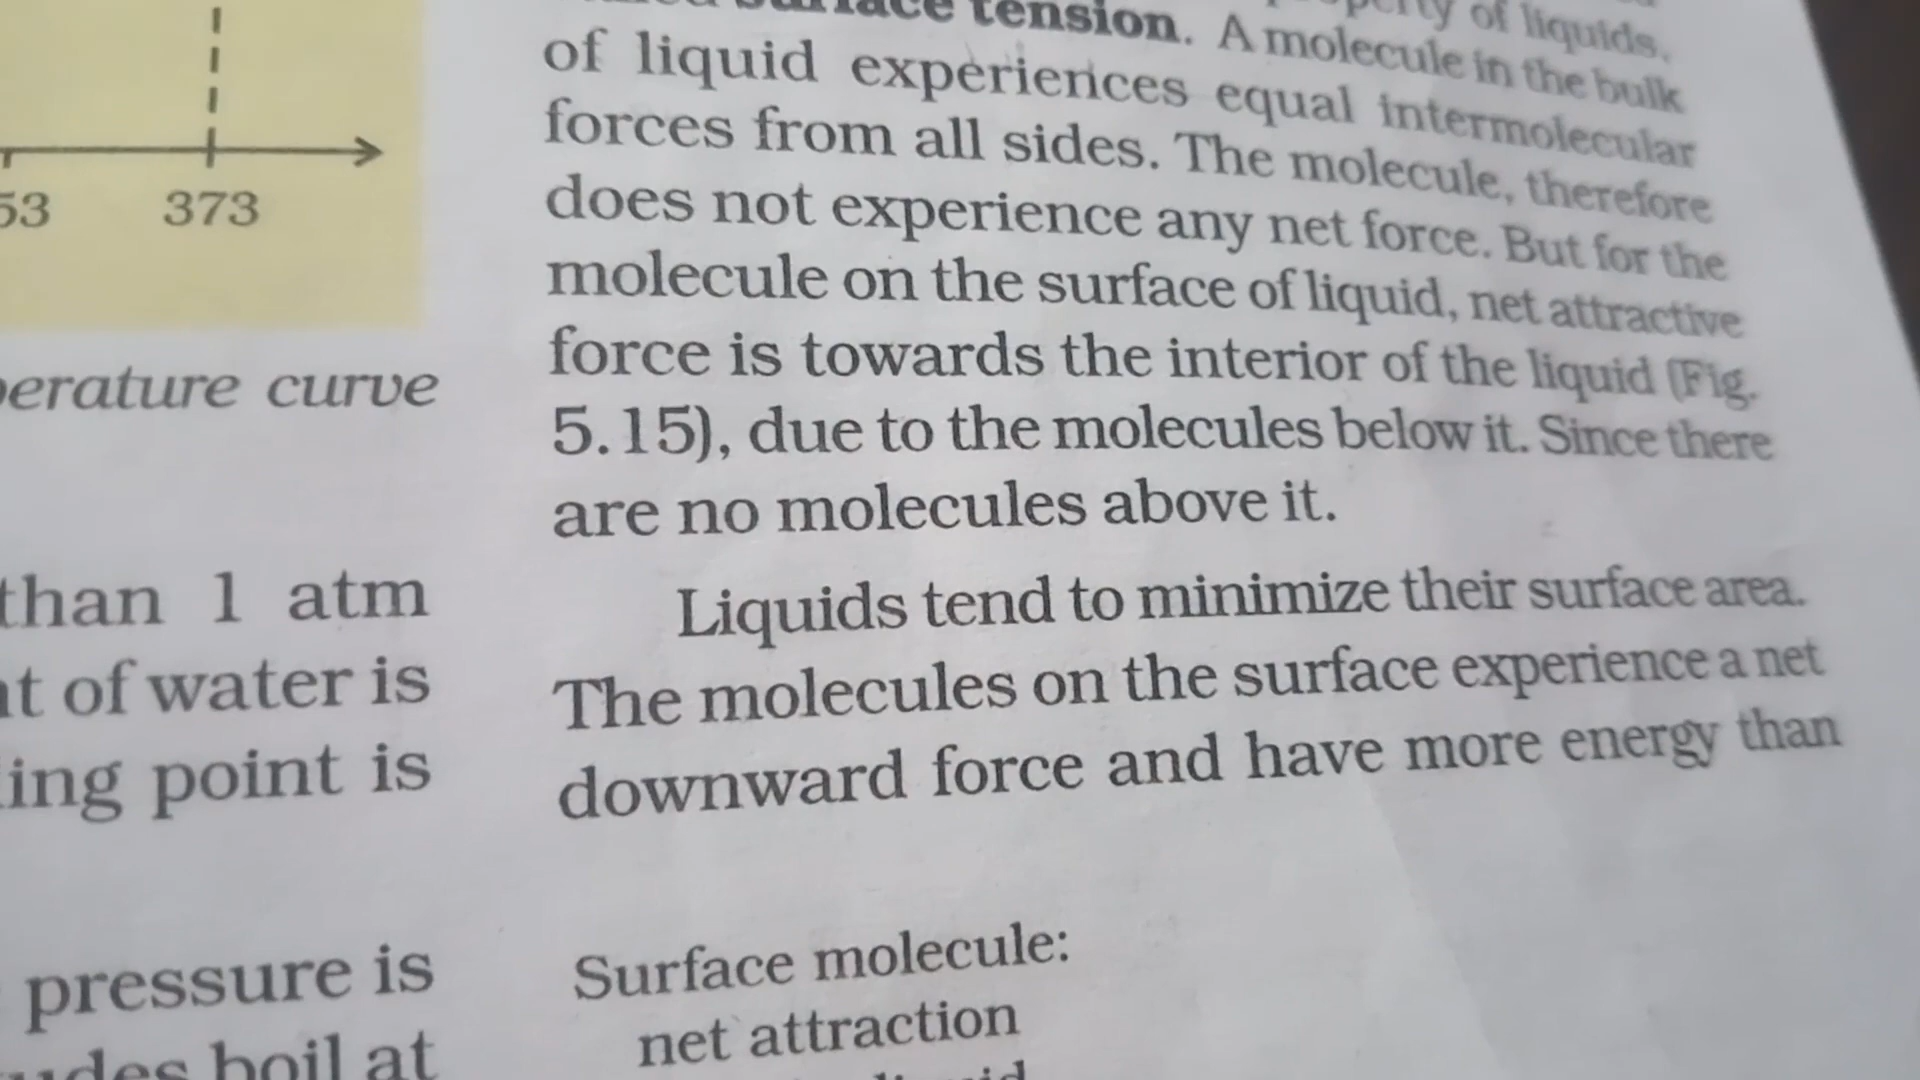 53
373
erature curve
than 1 atm
t of water is
ing point is
pressure is
udes boil at
surface tension. A molecule in the bulk
of liquids.
of liquid experiences equal intermolecular
forces from all sides. The molecule, therefore
does not experience any net force. But for the
molecule on the surface of liquid, net attractive
force is towards the interior of the liquid (Fig.
5.15), due to the molecules below it. Since there
are no molecules above it.
Liquids tend to minimize their surface area.
The molecules on the surface experience a net
downward force and have more energy than
Surface molecule:
net attraction